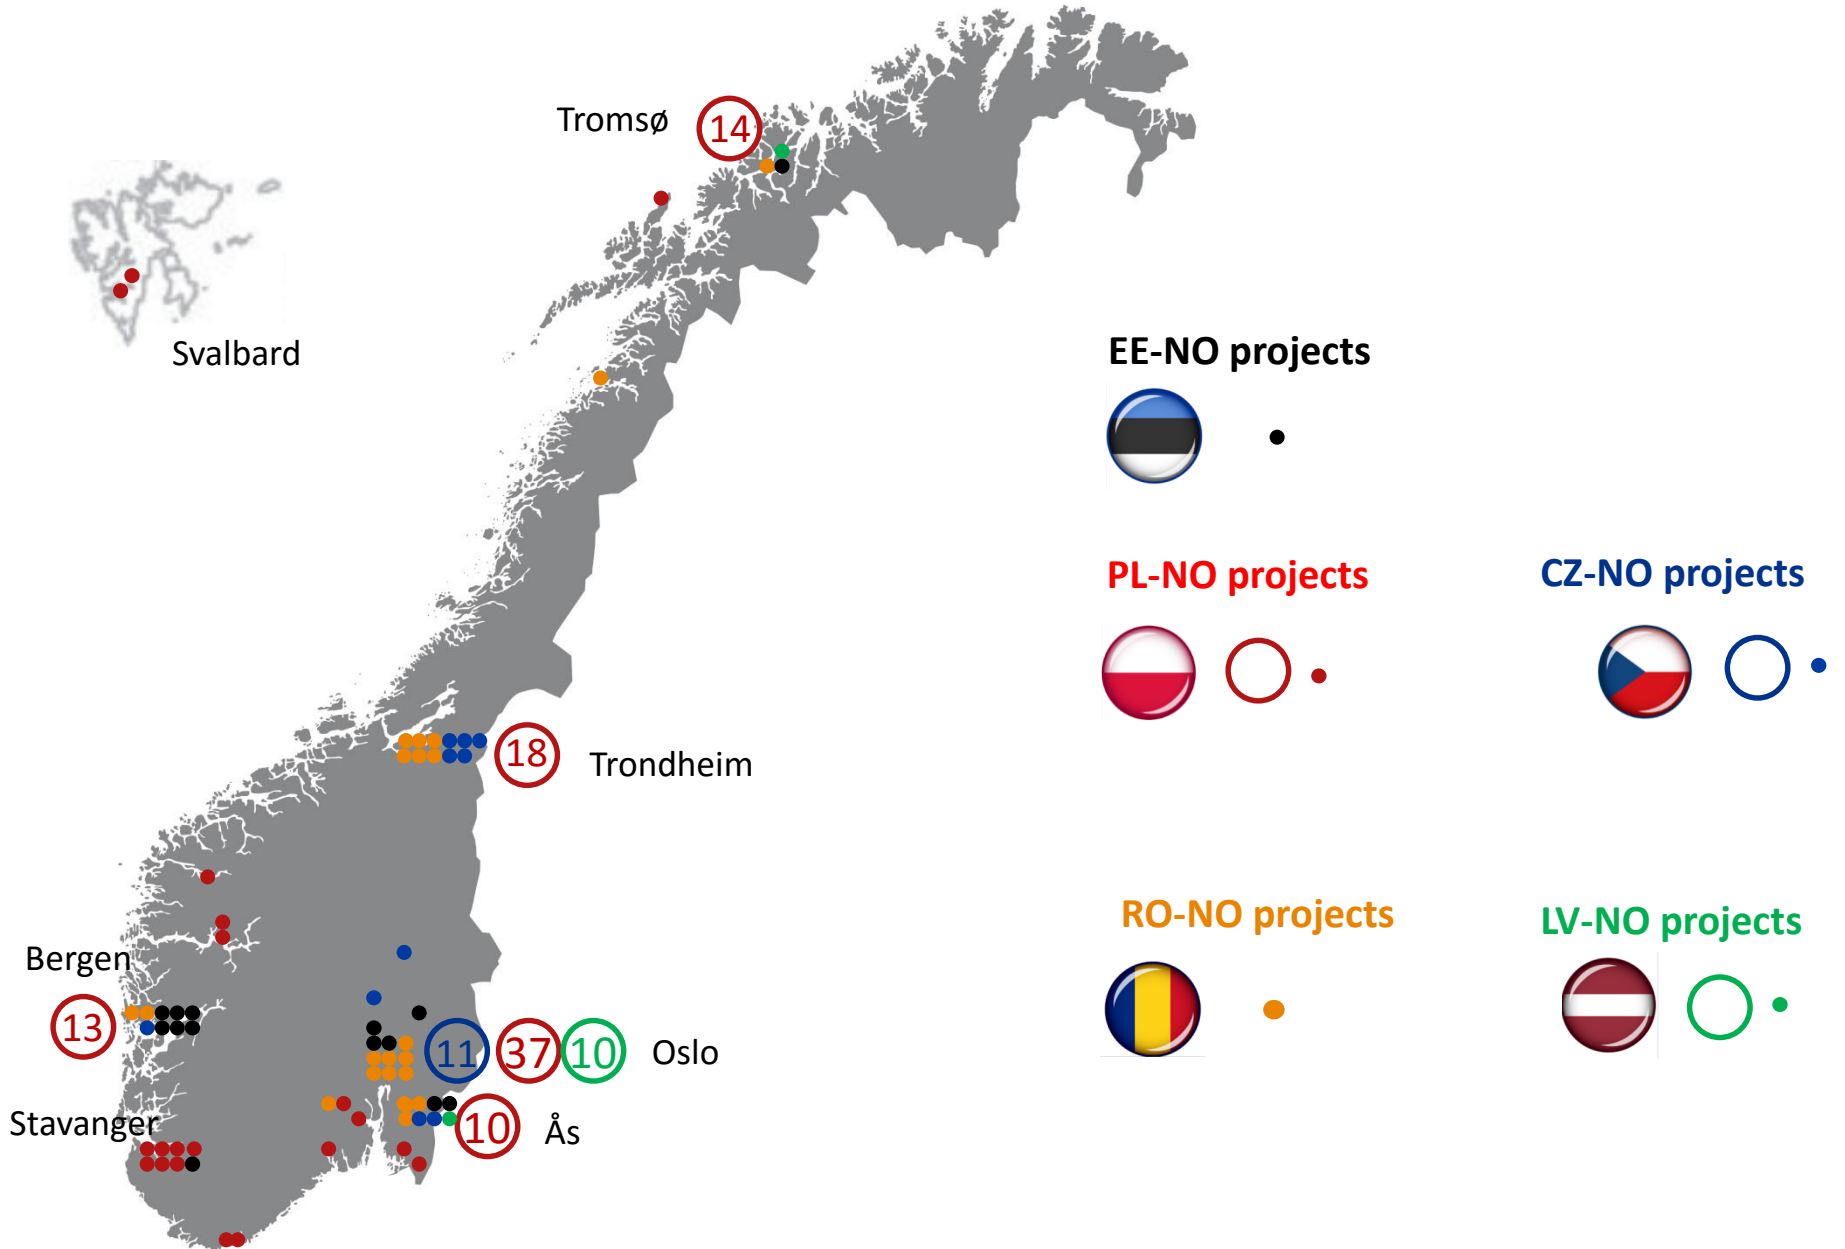 Tromsø
14
Svalbard
EE-NO projects
PL-NO projects
CZ-NO projects
18
Trondheim
RO-NO projects
LV-NO projects
Bergen
13
11
37
10
Oslo
Stavanger
10
Ås